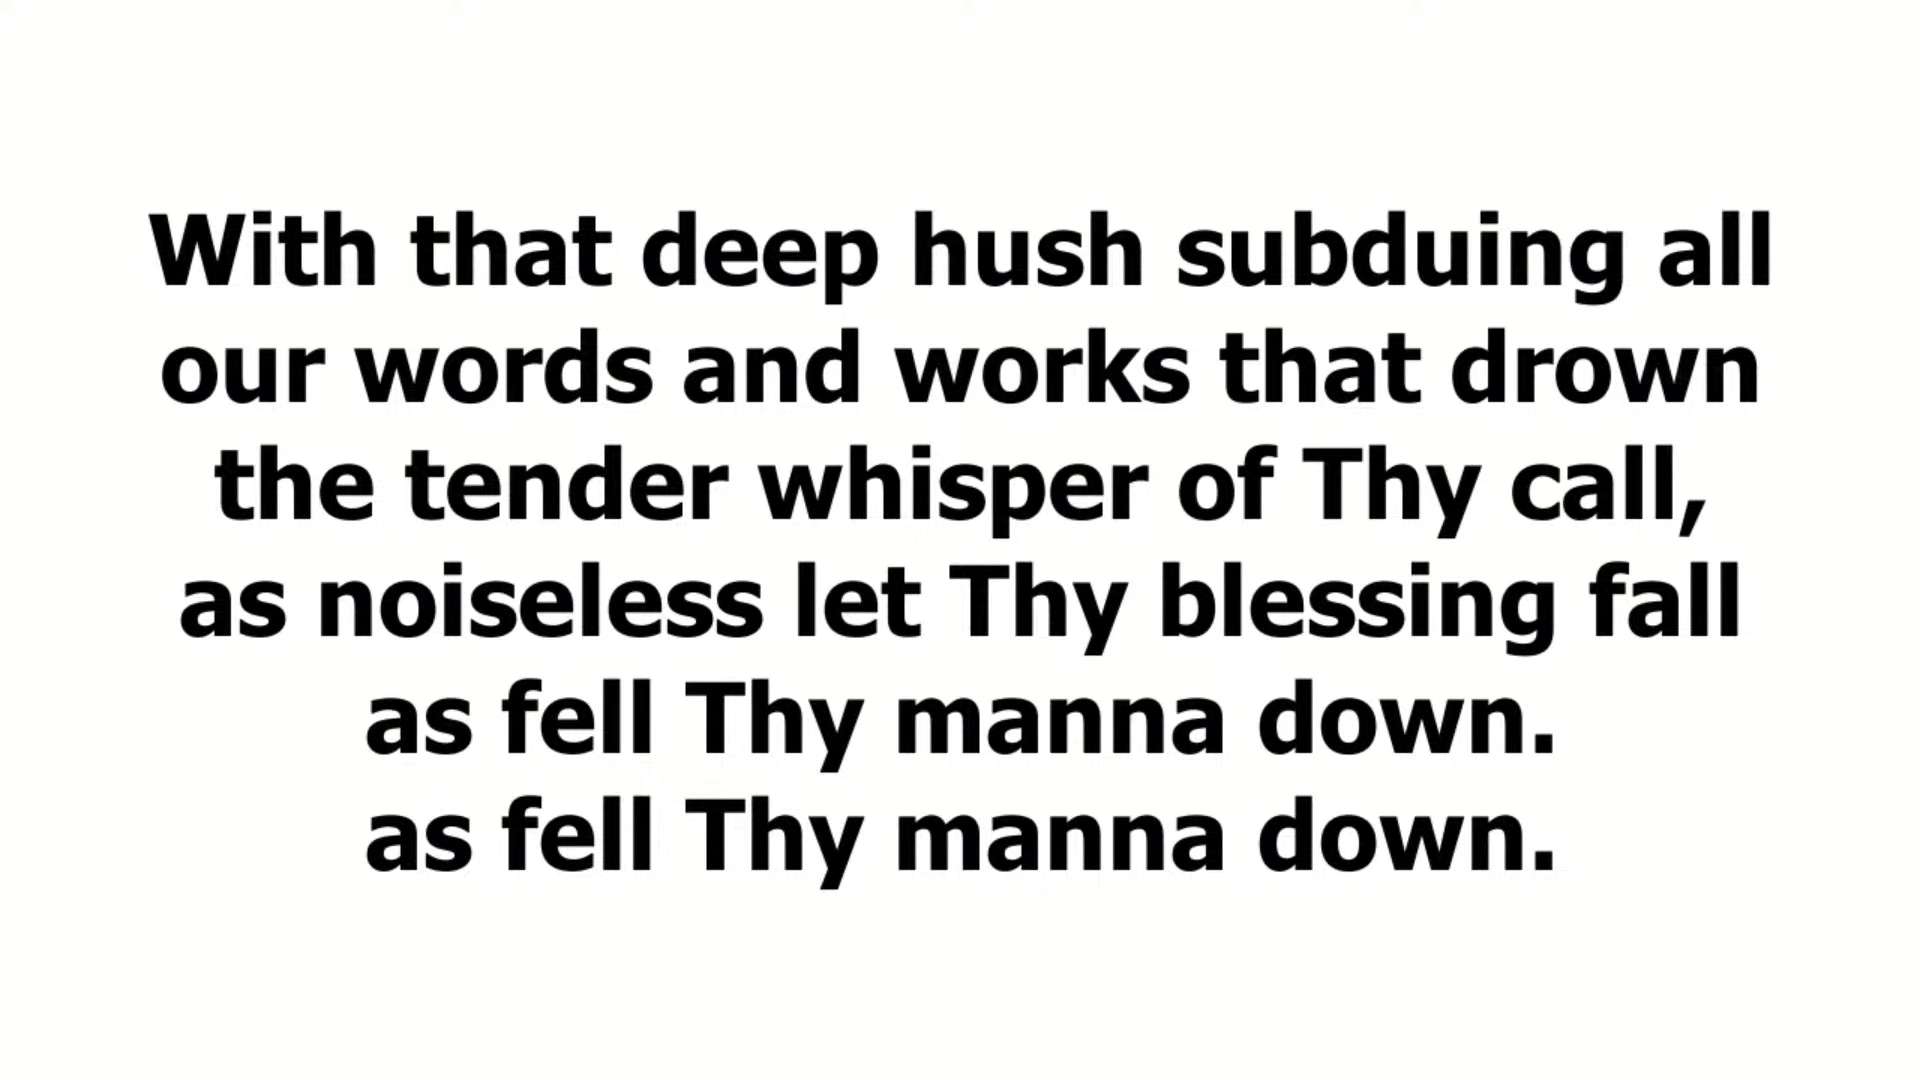 With that deep hush subduing all
our words and works that drown
the tender whisper of Thy call,
as noiseless let Thy blessing fall
as fell Thy manna down.
as fell Thy manna down.